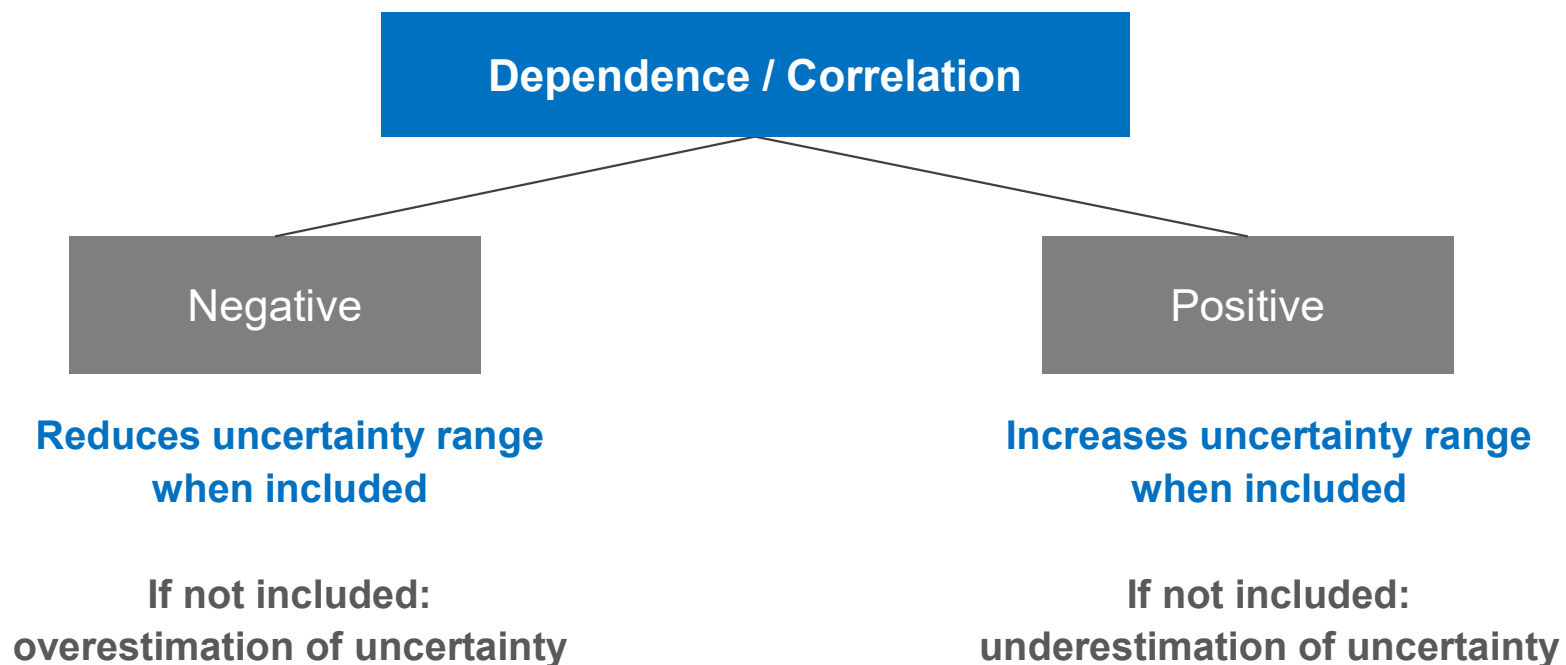 Dependence / Correlation
Negative
Reduces uncertainty range
when included
If not included:
overestimation of uncertainty
Positive
Increases uncertainty range
when included
If not included:
underestimation of uncertainty